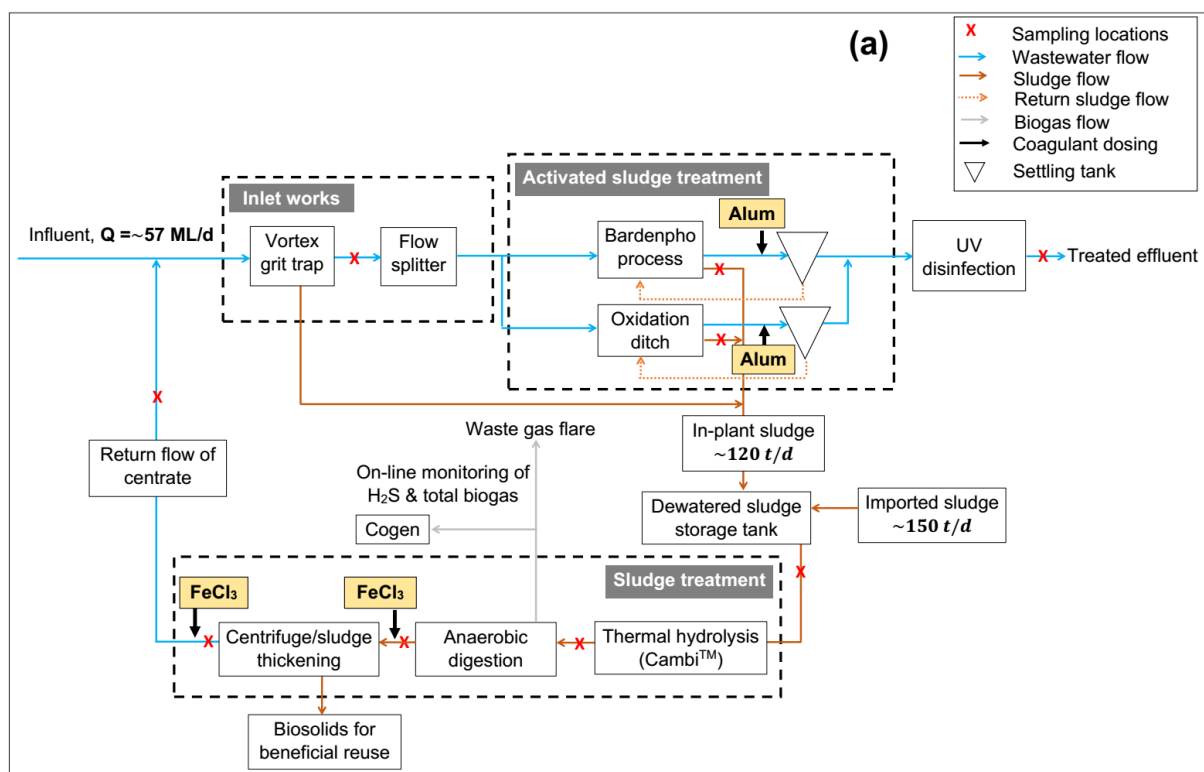 (a)
X Sampling locations
Wastewater flow
Sludge flow
Return sludge flow
Biogas flow
Coagulant dosing
Settling tank
Activated sludge treatment
Inlet works
Influent, Q =~57 ML/d
Vortex
grit trap
X
Flow
splitter
Bardenpho
process
X
Alum
Oxidation
ditch
X
Alum
UV
disinfection
X
Treated effluent
X
Return flow of
centrate
Waste gas flare
On-line monitoring of
H₂S & total biogas
Cogen
In-plant sludge
~120 t/d
Dewatered sludge
storage tank
Imported sludge
~150 t/d
X
Sludge treatment
FeCl₃
FeCl₃
X
Centrifuge/sludge
thickening
X
Anaerobic
digestion
X
Thermal hydrolysis
(Cambi™)
Biosolids for
beneficial reuse